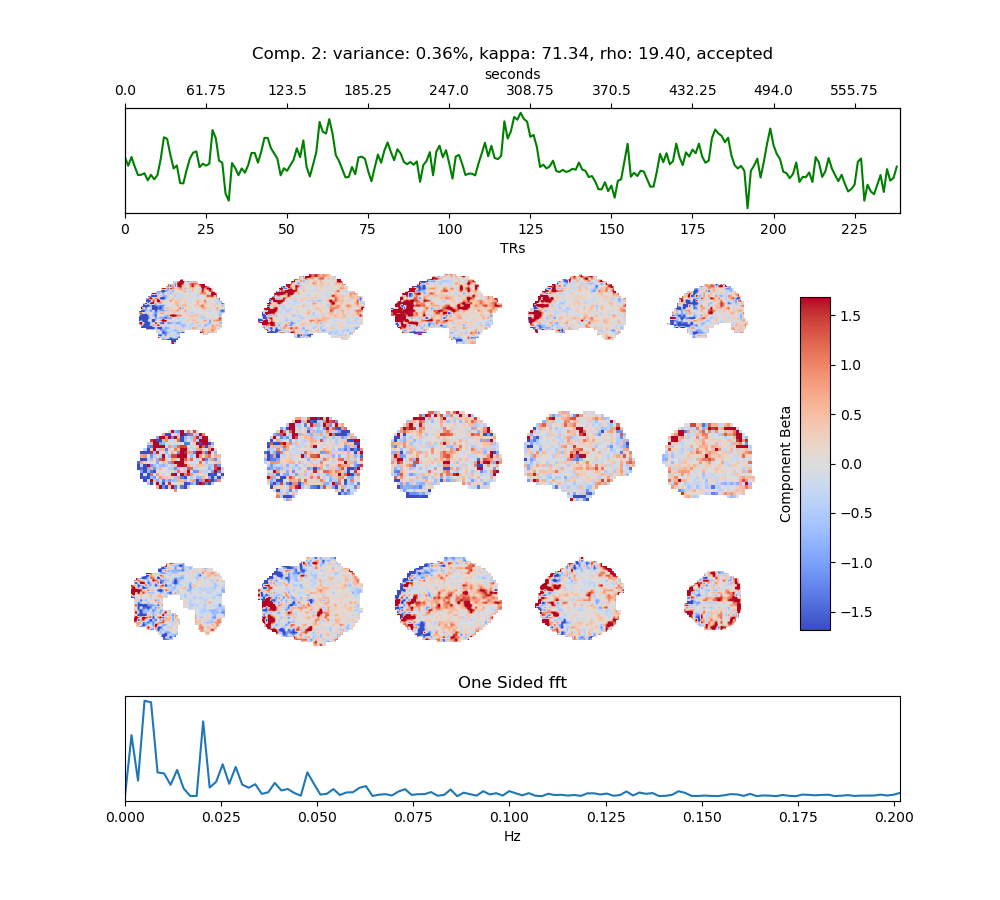 Comp. 2: variance: 0.36%, kappa: 71.34, rho: 19.40, accepted
seconds
0.0 61.75 123.5 185.25 247.0 308.75 370.5 432.25 494.0 555.75
0 25 50 75 100 125 150 175 200 225
TRs
1.5
1.0
0.5
0.0
−0.5
−1.0
−1.5
Component Beta
One Sided fft
0.000 0.025 0.050 0.075 0.100 0.125 0.150 0.175 0.200
Hz